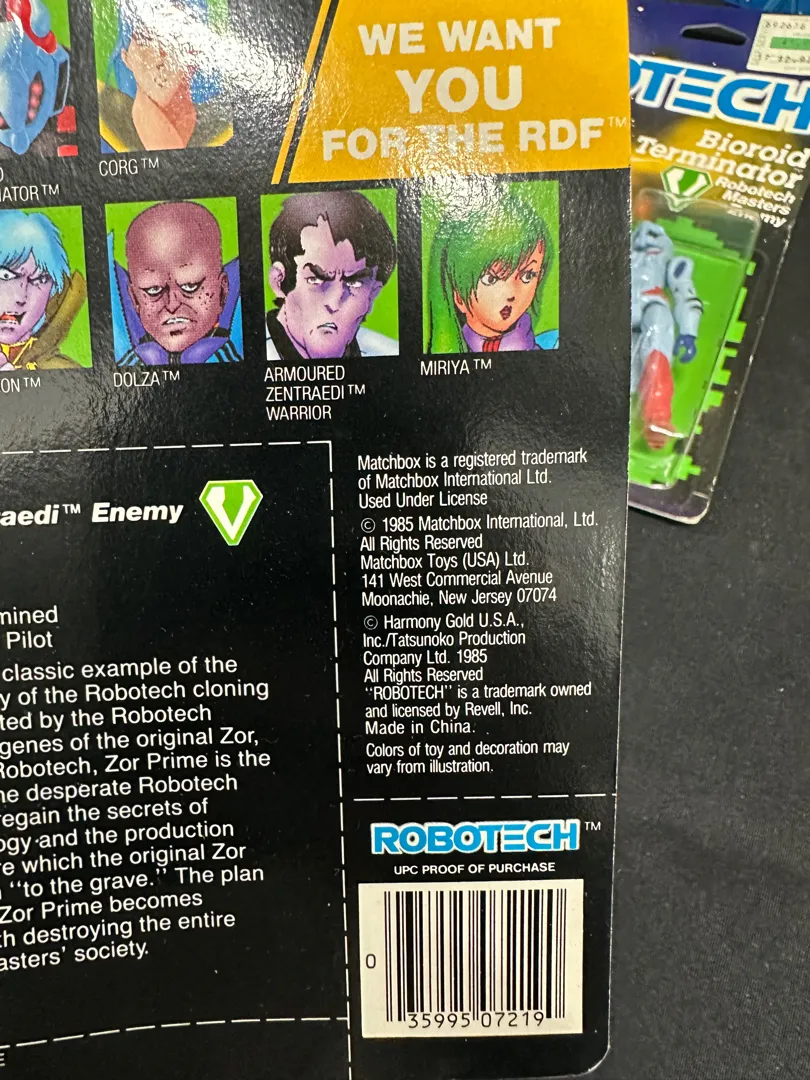 WE WANT
YOU
FOR THE RDF™
CORG™
ATOR™
ON™
DOLZA™
ARMOURED
ZENTRAEDI™
WARRIOR
MIRIYA™
TECH
Bioroid
Terminator
Robotech
Masters
Enemy
raedi™ Enemy
mined
Pilot
classic example of the
y of the Robotech cloning
ted by the Robotech
genes of the original Zor,
Robotech, Zor Prime is the
he desperate Robotech
regain the secrets of
ogy and the production
re which the original Zor
"to the grave." The plan
Zor Prime becomes
th destroying the entire
asters' society.
Matchbox is a registered trademark
of Matchbox International Ltd.
Used Under License
© 1985 Matchbox International, Ltd.
All Rights Reserved
Matchbox Toys (USA) Ltd.
141 West Commercial Avenue
Moonachie, New Jersey 07074
© Harmony Gold U.S.A.,
Inc./Tatsunoko Production
Company Ltd. 1985
All Rights Reserved
"ROBOTECH" is a trademark owned
and licensed by Revell, Inc.
Made in China.
Colors of toy and decoration may
vary from illustration.
ROBOTECH™
UPC PROOF OF PURCHASE
0 35995 07219